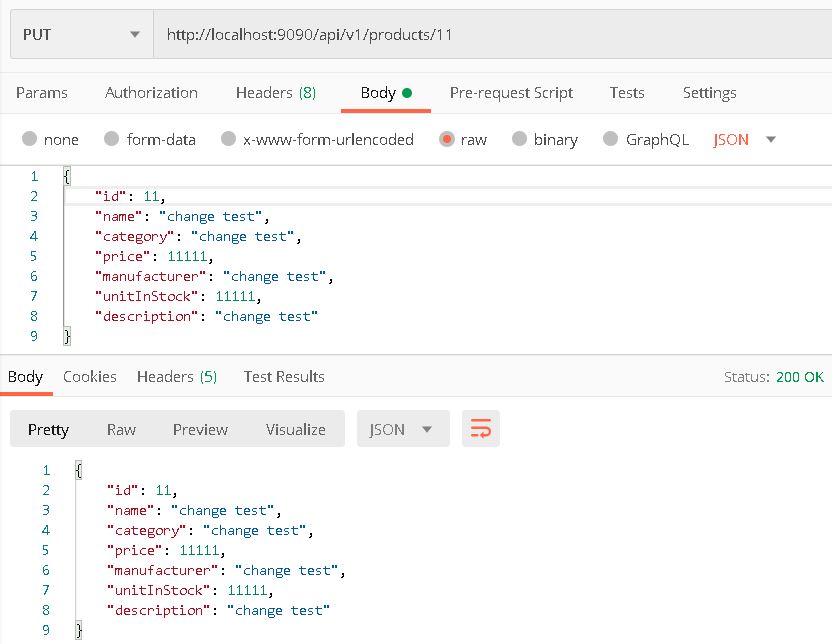 PUT http://localhost:9090/api/v1/products/11
Params Authorization Headers (8) Body Pre-request Script Tests Settings
none form-data x-www-form-urlencoded raw binary GraphQL JSON
1 {
2 "id": 11,
3 "name": "change test",
4 "category": "change test",
5 "price": 11111,
6 "manufacturer": "change test",
7 "unitInStock": 11111,
8 "description": "change test"
9 }
Body Cookies Headers (5) Test Results Status: 200 OK
Pretty Raw Preview Visualize JSON
1 {
2 "id": 11,
3 "name": "change test",
4 "category": "change test",
5 "price": 11111,
6 "manufacturer": "change test",
7 "unitInStock": 11111,
8 "description": "change test"
9 }